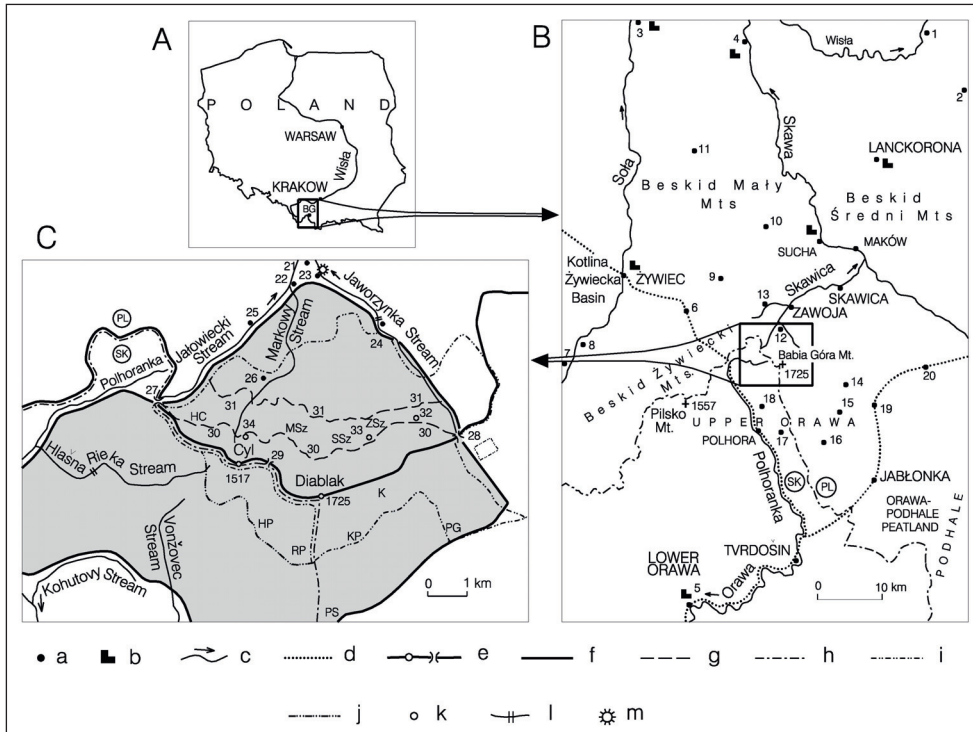 A
P O L A N D
WARSAW
Wisła
KRAKOW
BG
B
3
4
Wisła
1
2
Soła
Skawa
LANCKORONA
11
Beskid Mały
Mts
Beskid
Średni Mts
10
SUCHA
MAKÓW
Kotlina
Żywiecka
Basin
ŻYWIEC
9
Skawica
SKAWICA
6
13
ZAWOJA
12
8
7
Babia Góra Mt.
1725
Beskid Żywiecki
Mts.
20
14
1557
Pilsko
Mt.
18
15
19
UPPER ORAWA
POLHORA
17
16
Polhoranka
SK
PL
JABŁONKA
ORAWA-
PODHALE
PEATLAND
PODHALE
LOWER
ORAWA
TVRDOŠIN
5
Orawa
0 10 km
C
21
22
23
Jaworzynka Stream
25
Jałowiecki
Stream
Markowy
Stream
24
PL
SK
Polhoranka
26
27
31
31
31
32
HC
30
34
MSz
33
ZSz
SSz
30
30
28
Cyl
29
1517
Diablak
1725
Hlašna Rieka Stream
K
HP
KP
PG
RP
Vonžovec
Stream
Kohutovy Stream
PS
0 1 km
a b c d e f g h i
j k l m